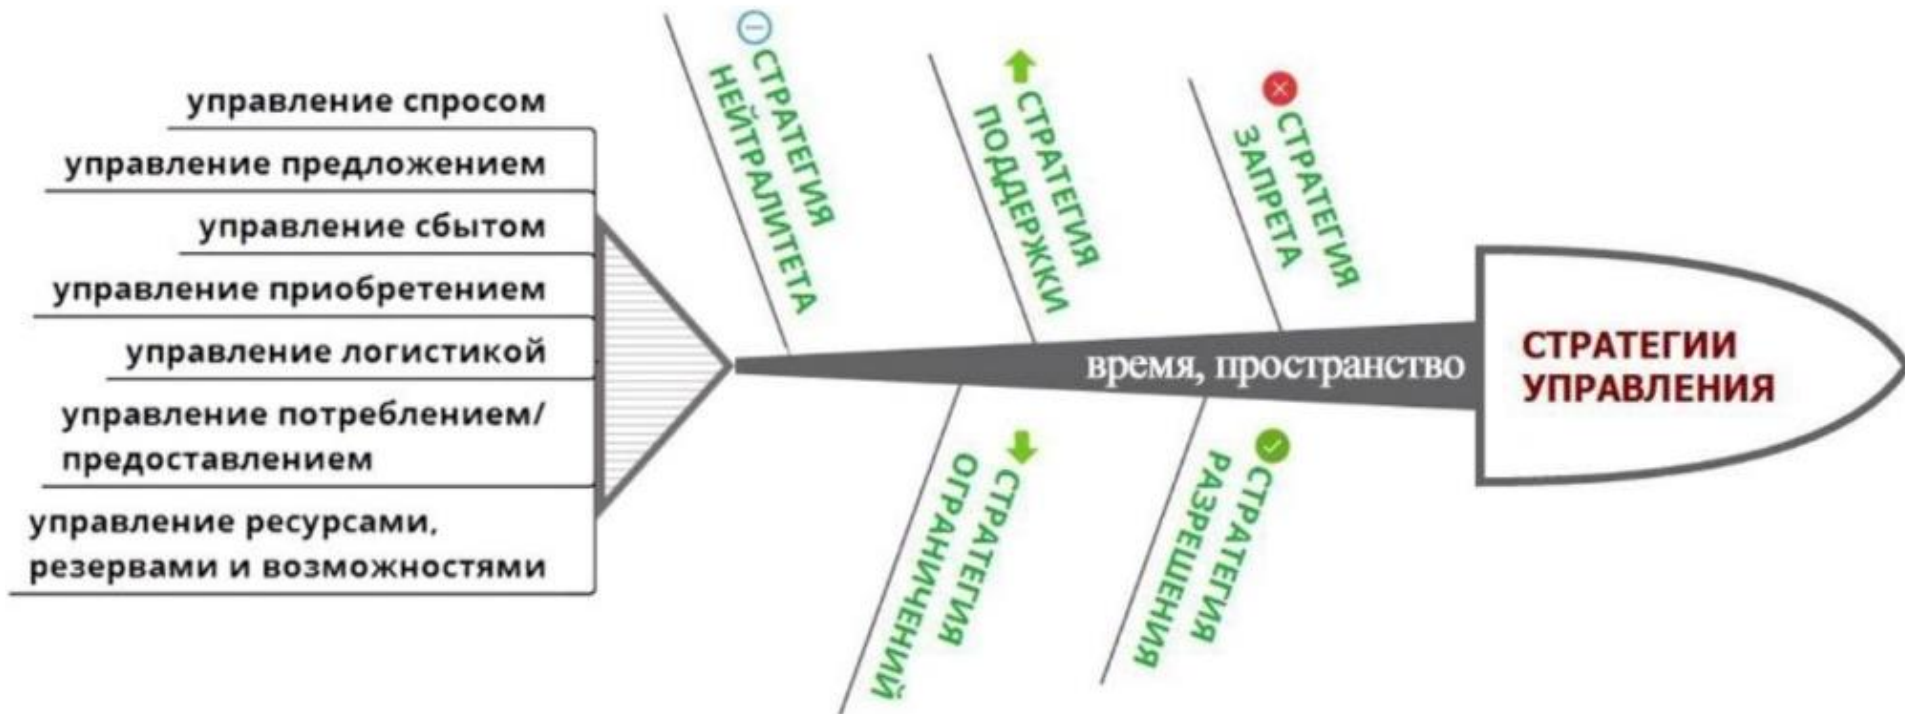 управление спросом
управление предложением
управление сбытом
управление приобретением
управление логистикой
управление потреблением/
предоставлением
управление ресурсами,
резервами и возможностями
СТРАТЕГИЯ
НЕЙТРАЛИТЕТА
СТРАТЕГИЯ
ПОДДЕРЖКИ
СТРАТЕГИЯ
ЗАПРЕТА
время, пространство
СТРАТЕГИИ
УПРАВЛЕНИЯ
СТРАТЕГИЯ
ОГРАНИЧЕНИЙ
СТРАТЕГИЯ
РАЗРЕШЕНИЯ